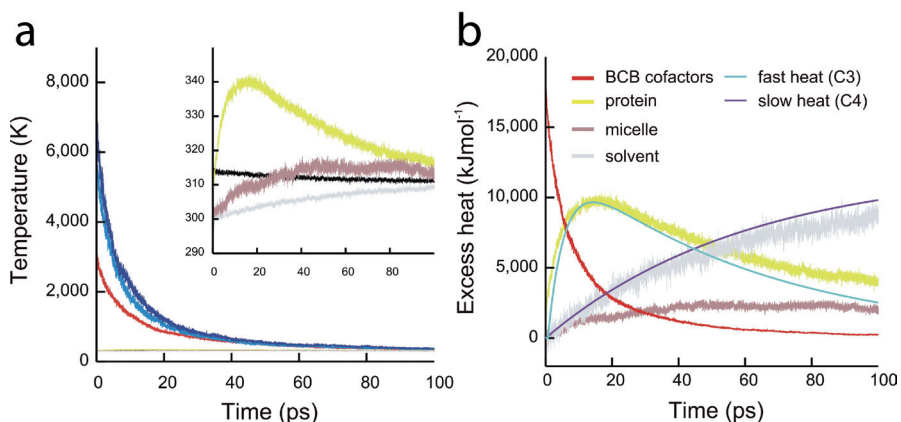 a
Temperature (K)
8,000
6,000
4,000
2,000
0
0 20 40 60 80 100
Time (ps)
340
330
320
310
300
290
0 20 40 60 80
b
Excess heat (kJmol⁻¹)
20,000
15,000
10,000
5,000
0
BCB cofactors
protein
micelle
solvent
fast heat (C3)
slow heat (C4)
0 20 40 60 80 100
Time (ps)